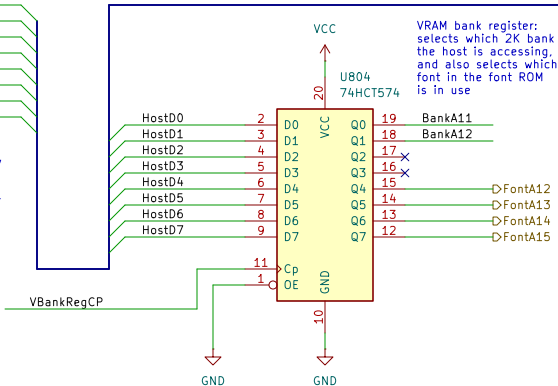 VRAM bank register:
selects which 2K bank
the host is accessing,
and also selects which
font in the font ROM
is in use
VCC
U804
74HCT574
20
VCC
HostD0 2 D0 Q0 19 BankA11
HostD1 3 D1 Q1 18 BankA12
HostD2 4 D2 Q2 17
HostD3 5 D3 Q3 16
HostD4 6 D4 Q4 15 FontA12
HostD5 7 D5 Q5 14 FontA13
HostD6 8 D6 Q6 13 FontA14
HostD7 9 D7 Q7 12 FontA15
11 Cp
1 OE
GND
VBankRegCP
10
GND
GND